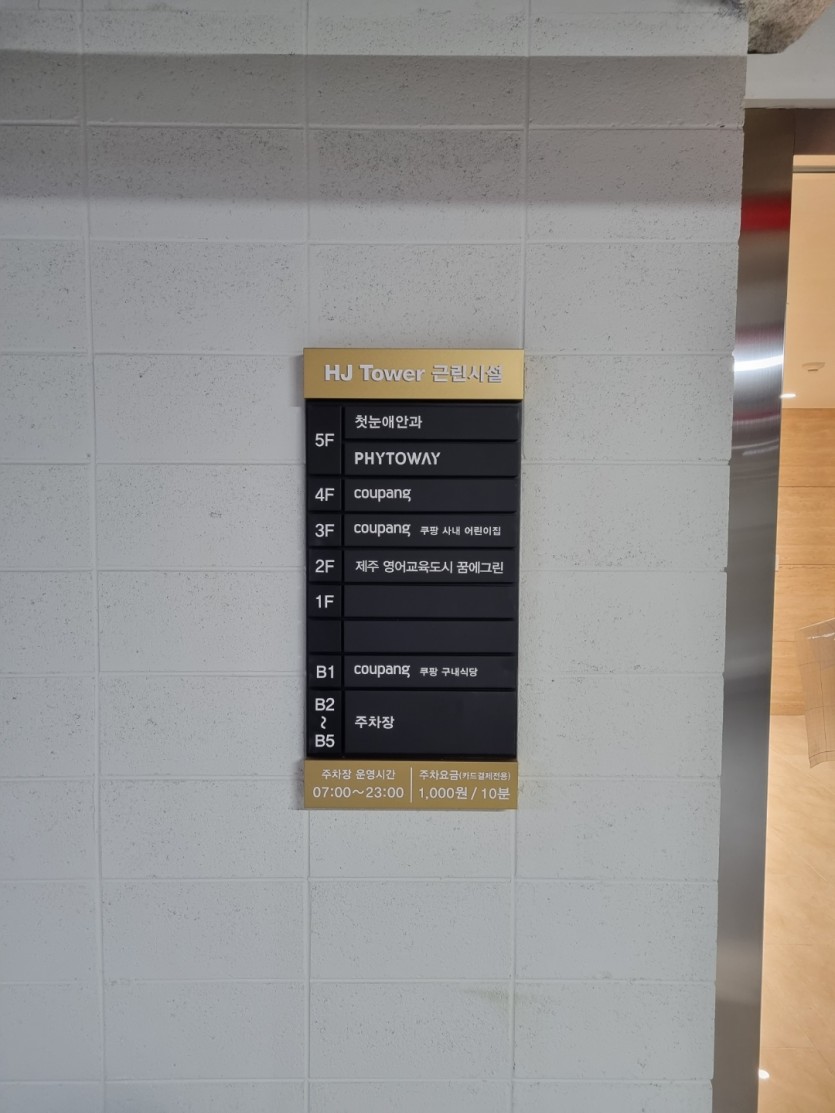 HJ Tower 근린시설
5F 첫눈애안과
PHYTOWAY
4F coupang
3F coupang 쿠팡 사내 어린이집
2F 제주 영어교육도시 꿈에그린
1F
B1 coupang 쿠팡 구내식당
B2
~
B5
주차장
주차장 운영시간
07:00~23:00
주차요금(카드결제전용)
1,000원 / 10분